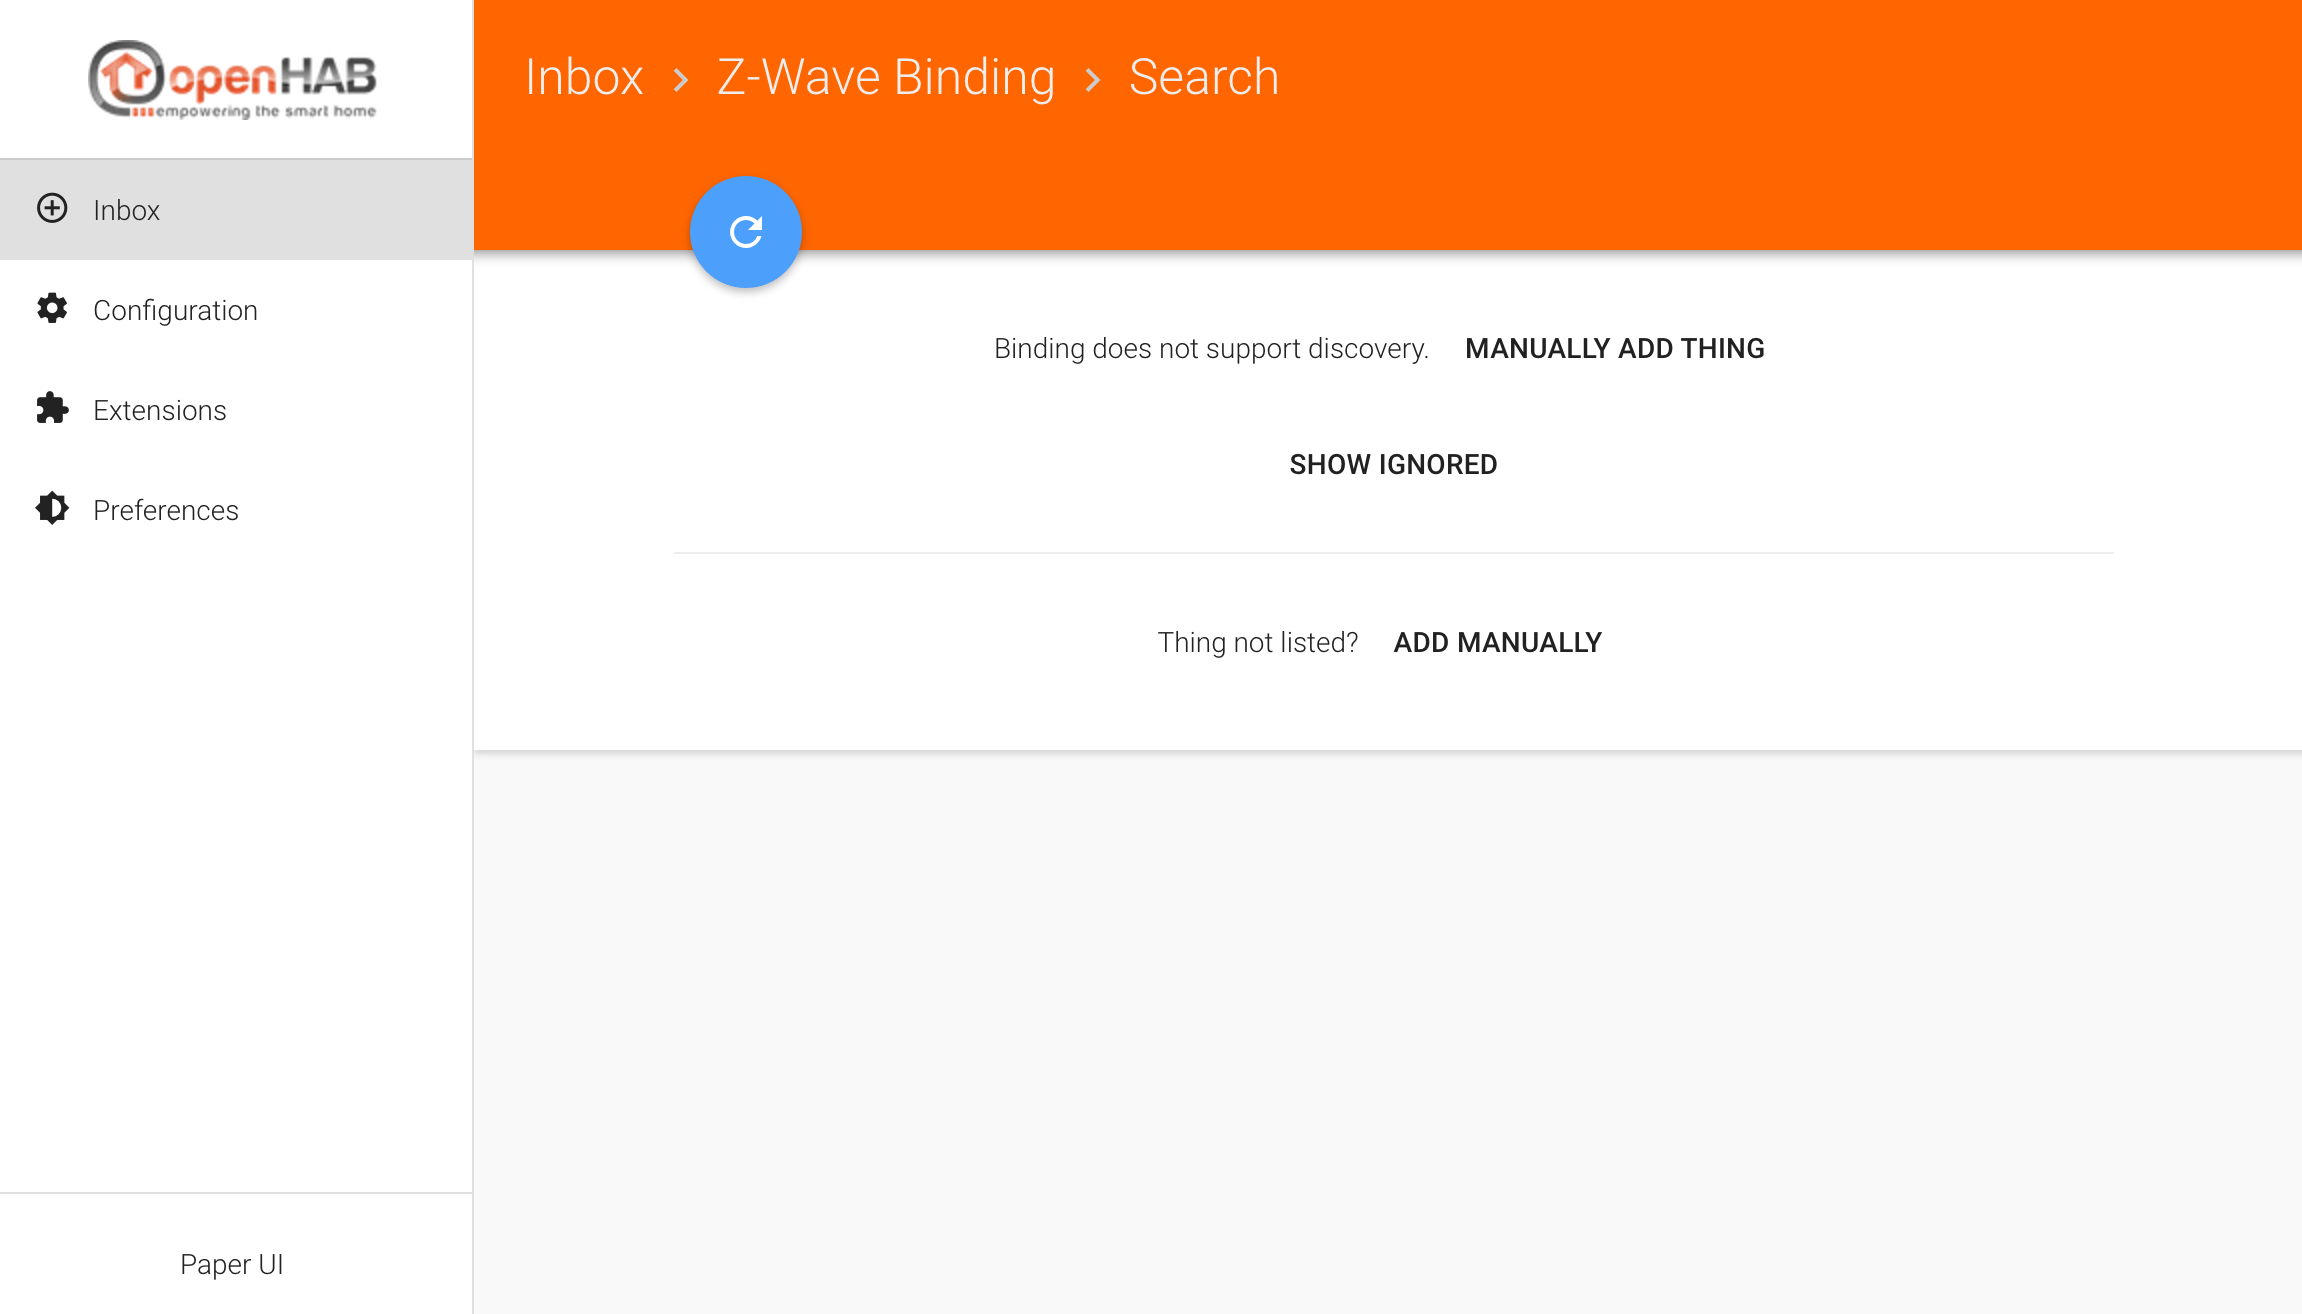 openHAB
empowering the smart home
Inbox
Configuration
Extensions
Preferences
Paper UI
Inbox > Z-Wave Binding > Search
Binding does not support discovery. MANUALLY ADD THING
SHOW IGNORED
Thing not listed? ADD MANUALLY